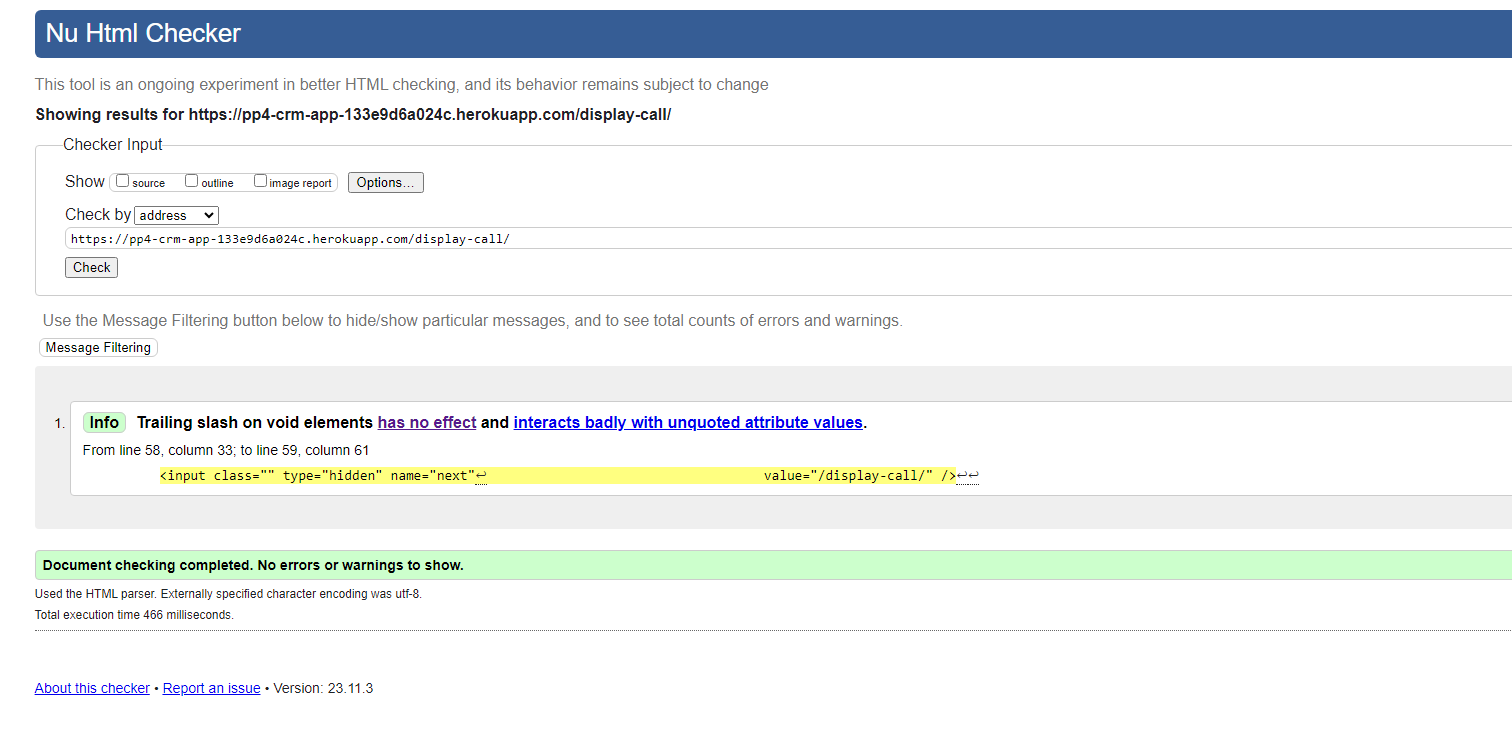 Nu Html Checker
This tool is an ongoing experiment in better HTML checking, and its behavior remains subject to change
Showing results for https://pp4-crm-app-133e9d6a024c.herokuapp.com/display-call/
Checker Input
Show source outline image report Options...
Check by address
https://pp4-crm-app-133e9d6a024c.herokuapp.com/display-call/
Check
Use the Message Filtering button below to hide/show particular messages, and to see total counts of errors and warnings.
Message Filtering
1. Info Trailing slash on void elements has no effect and interacts badly with unquoted attribute values.
From line 58, column 33; to line 59, column 61
<input class="" type="hidden" name="next"↩ value="/display-call/" />↩↩
Document checking completed. No errors or warnings to show.
Used the HTML parser. Externally specified character encoding was utf-8.
Total execution time 466 milliseconds.
About this checker • Report an issue • Version: 23.11.3